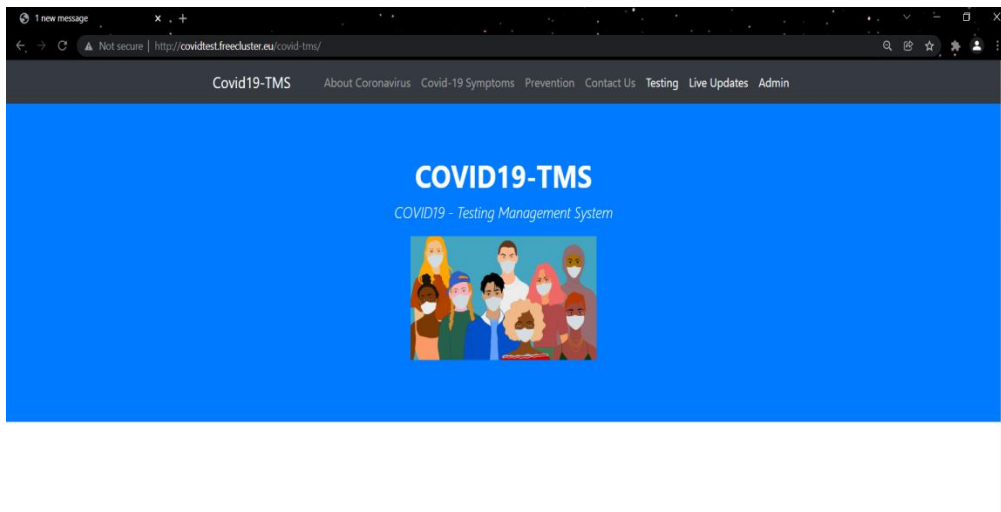 1 new message
Not secure | http://covidtest.freecluster.eu/covid-tms/
Covid19-TMS About Coronavirus Covid-19 Symptoms Prevention Contact Us Testing Live Updates Admin
COVID19-TMS
COVID19 - Testing Management System